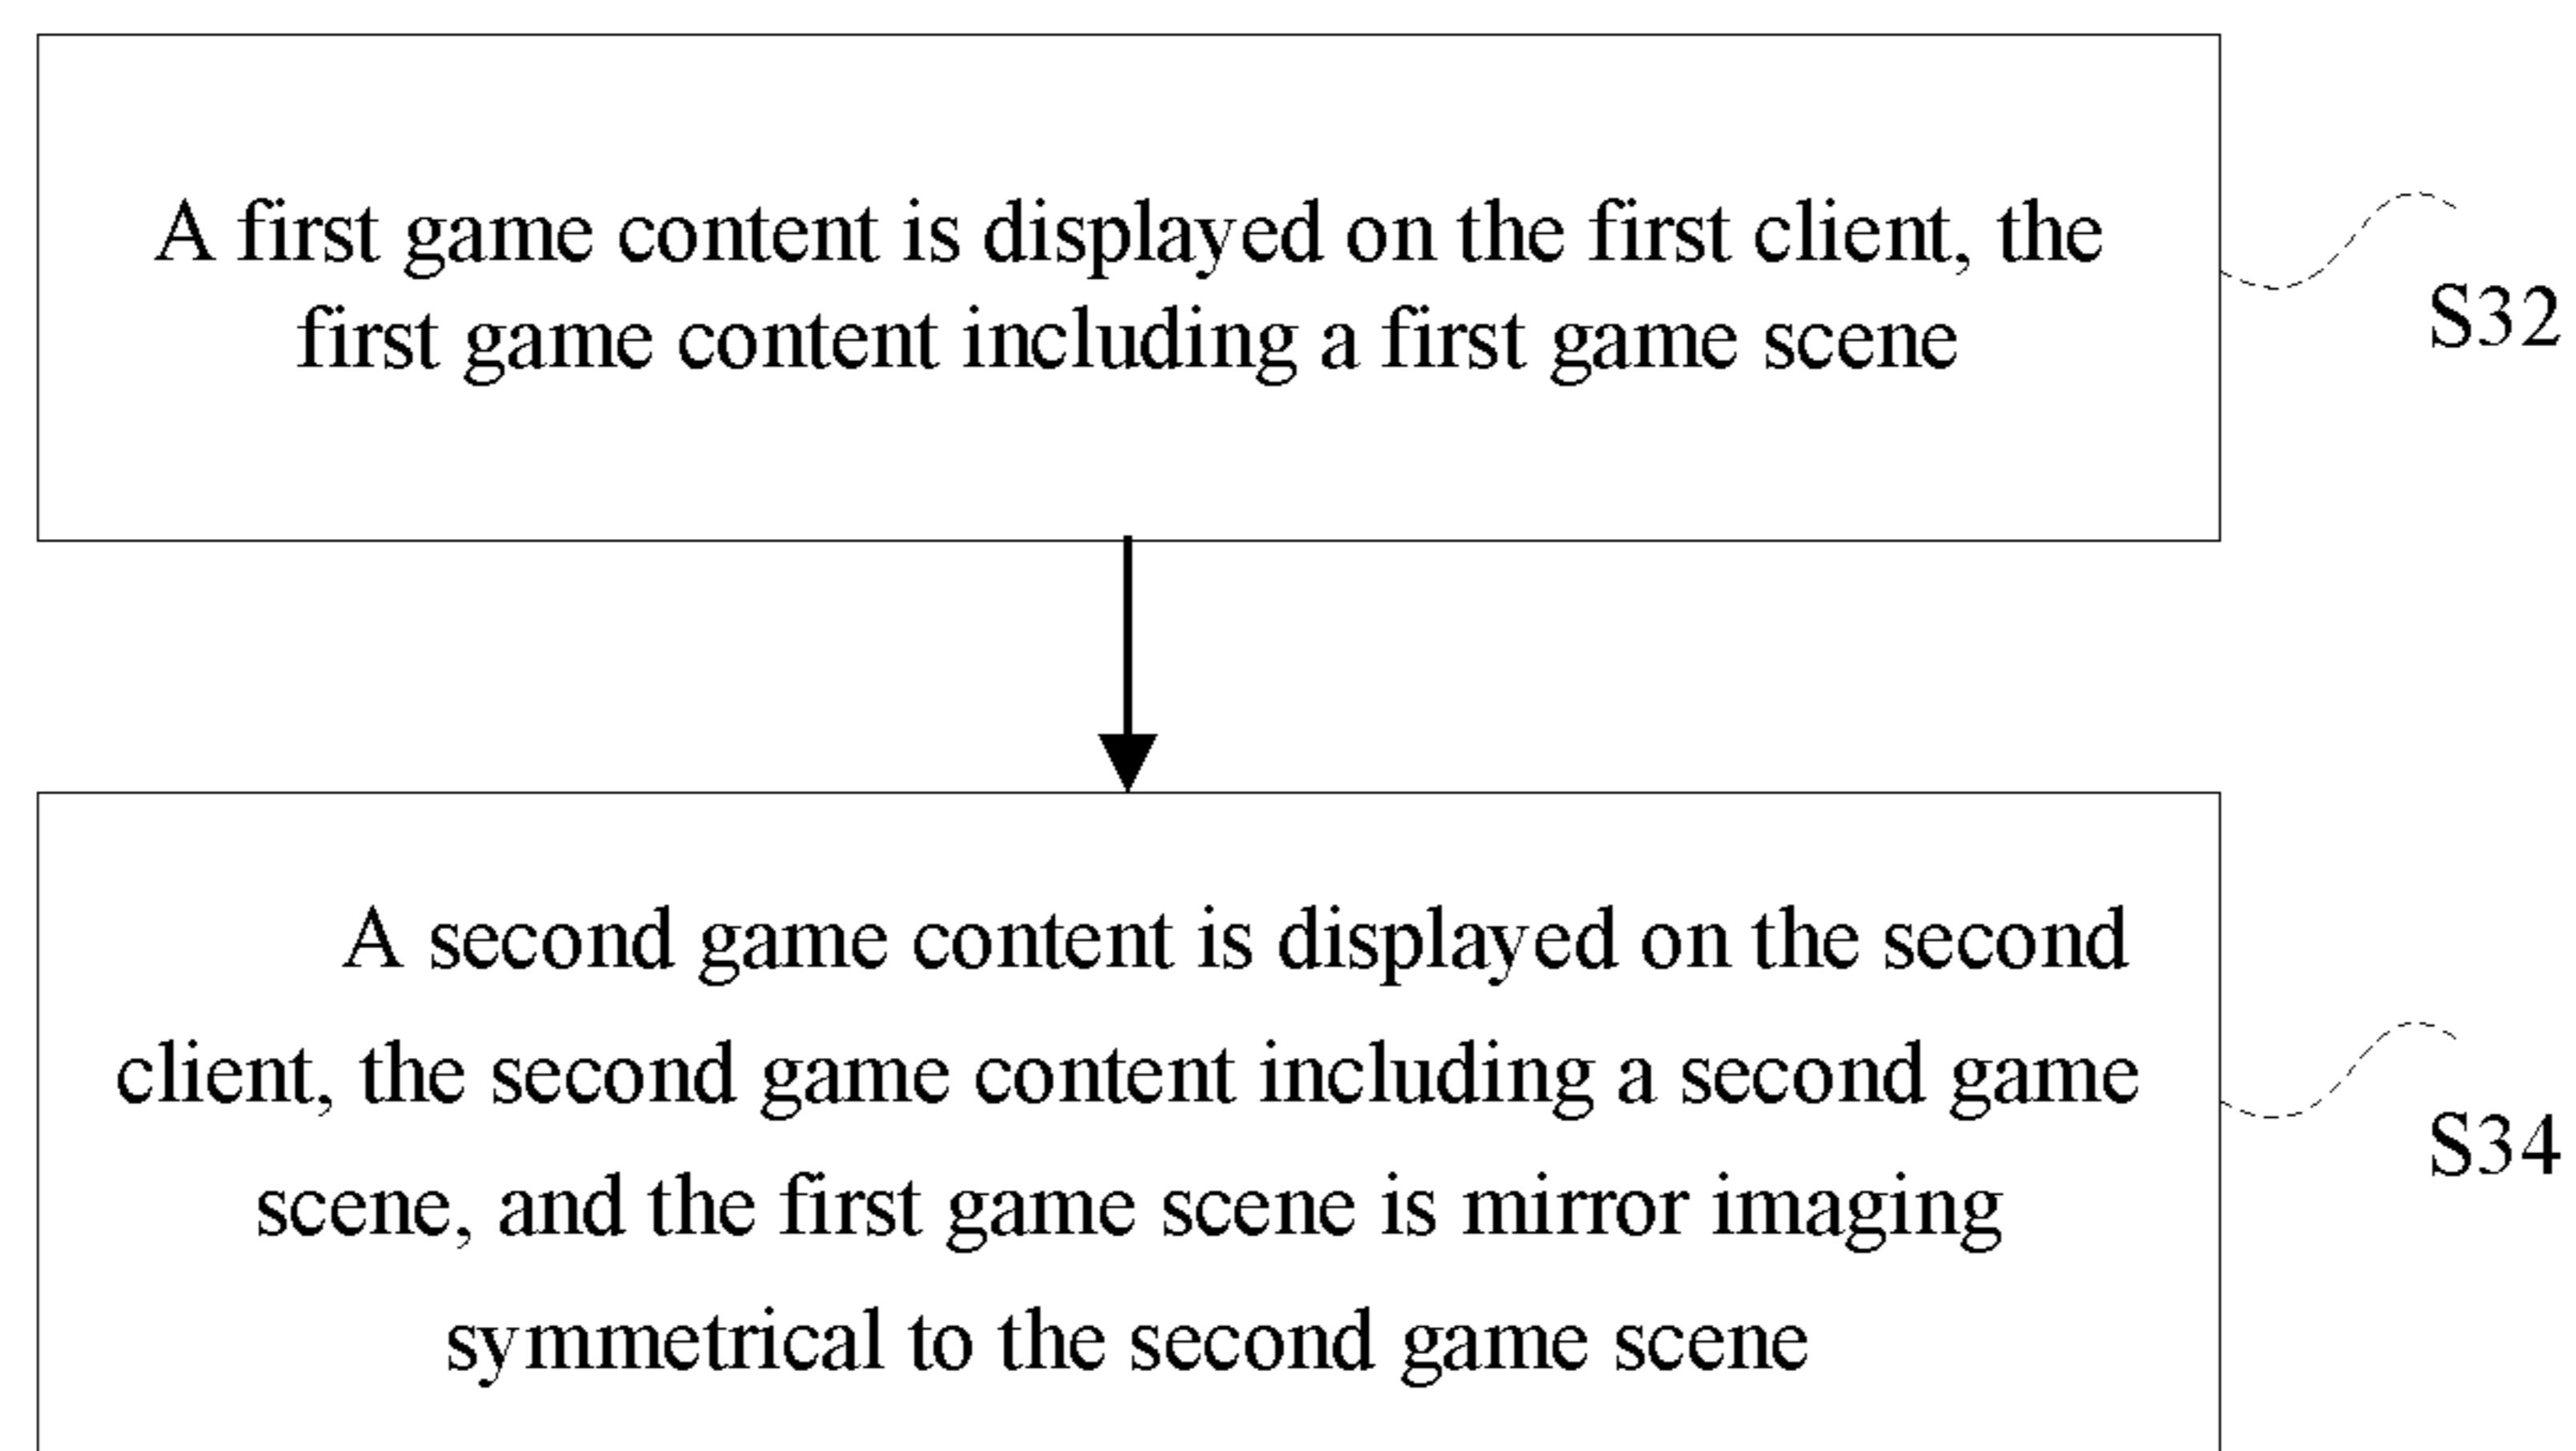 A first game content is displayed on the first client, the
first game content including a first game scene
S32
A second game content is displayed on the second
client, the second game content including a second game
scene, and the first game scene is mirror imaging
symmetrical to the second game scene
S34